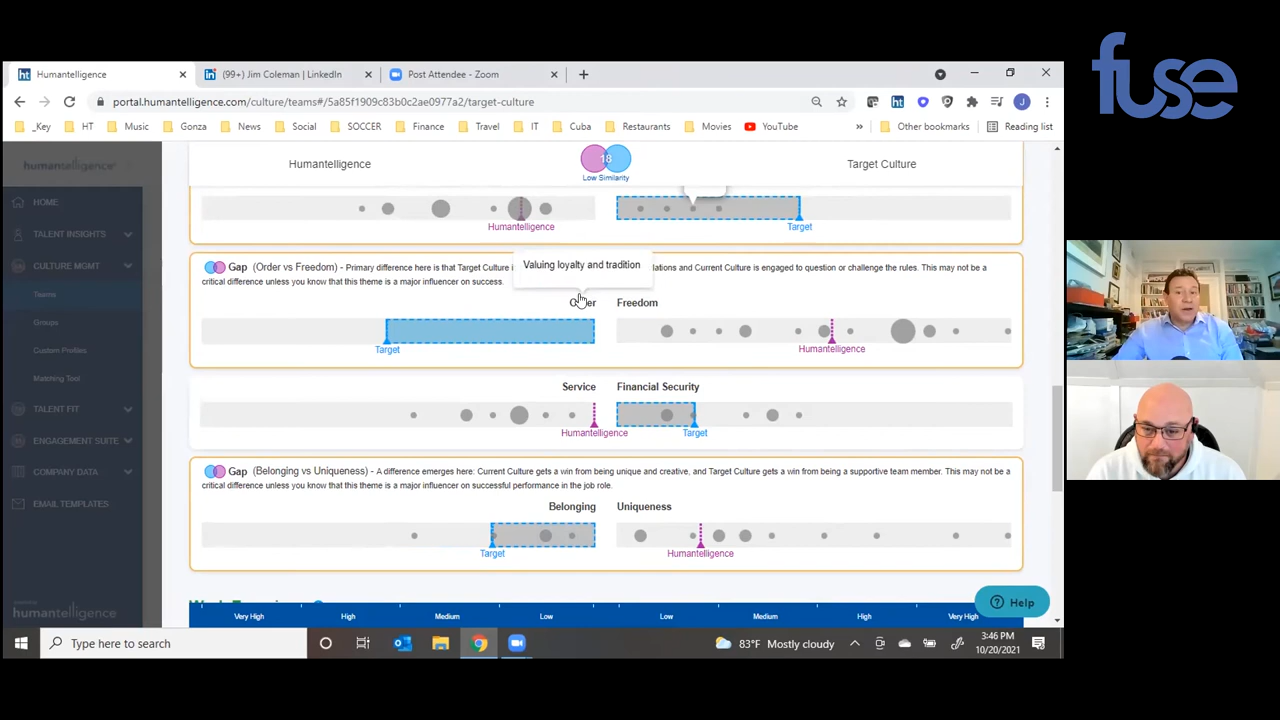 fuse
Humantelligence
(99+) Jim Coleman | LinkedIn
Post Attendee - Zoom
portal.humantelligence.com/culture/teams#/5a85f1909c83b0c2ae0977a2/target-culture
_Key
HT
Music
Gonza
News
Social
SOCCER
Finance
Travel
IT
Cuba
Restaurants
Movies
YouTube
»
Other bookmarks
Reading list
humantelligence
HOME
TALENT INSIGHTS
CULTURE MGMT
Teams
Groups
Custom Profiles
Matching Tool
TALENT FIT
ENGAGEMENT SUITE
COMPANY DATA
EMAIL TEMPLATES
humantelligence
Humantelligence
18
Low Similarity
Target Culture
Humantelligence
Target
Valuing loyalty and tradition
Gap (Order vs Freedom) - Primary difference here is that Target Culture i lations and Current Culture is engaged to question or challenge the rules. This may not be a
critical difference unless you know that this theme is a major influencer on success.
Order
Freedom
Target
Humantelligence
Service
Financial Security
Humantelligence
Target
Gap (Belonging vs Uniqueness) - A difference emerges here: Current Culture gets a win from being unique and creative, and Target Culture gets a win from being a supportive team member. This may not be a
critical difference unless you know that this theme is a major influencer on successful performance in the job role.
Belonging
Uniqueness
Target
Humantelligence
Very High
High
Medium
Low
Low
Medium
High
Very High
Help
Type here to search
83°F Mostly cloudy
3:46 PM
10/20/2021